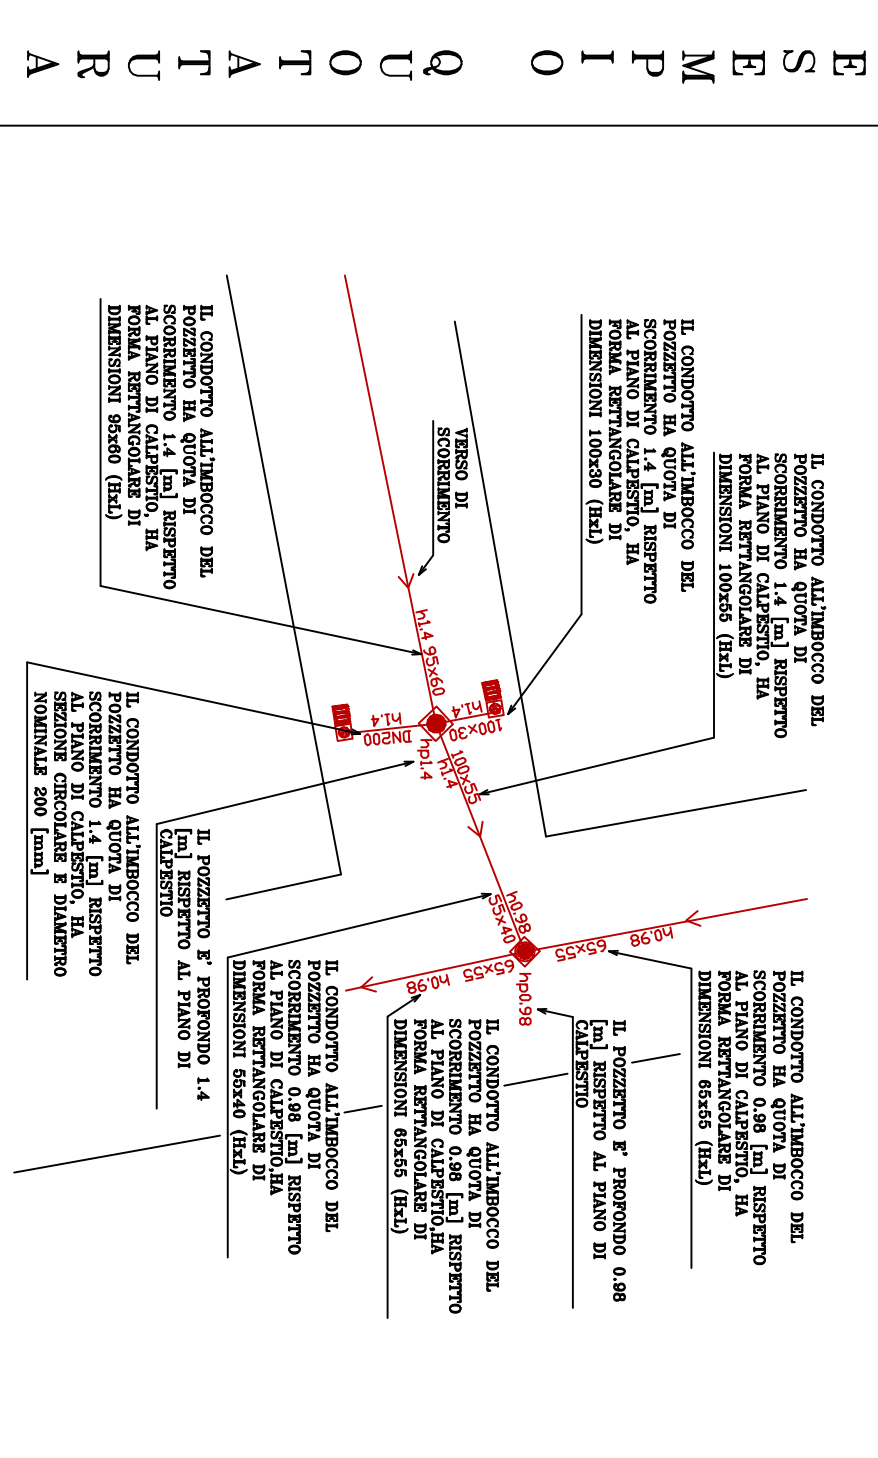 ESEMPIO QUOTATURA
IL CONDOTTO ALL'IMBOCCO DEL
POZZETTO HA QUOTA DI
SCORRIMENTO 1.4 [m] RISPETTO
AL PIANO DI CALPESTIO, HA
FORMA RETTANGOLARE DI
DIMENSIONI 100x55 (HxL)
IL CONDOTTO ALL'IMBOCCO DEL
POZZETTO HA QUOTA DI
SCORRIMENTO 1.4 [m] RISPETTO
AL PIANO DI CALPESTIO, HA
FORMA RETTANGOLARE DI
DIMENSIONI 100x30 (HxL)
VERSO DI
SCORRIMENTO
IL CONDOTTO ALL'IMBOCCO DEL
POZZETTO HA QUOTA DI
SCORRIMENTO 1.4 [m] RISPETTO
AL PIANO DI CALPESTIO, HA
FORMA RETTANGOLARE DI
DIMENSIONI 95x60 (HxL)
h1.4 95x60
h1.4
100x30
h1.4
DN200
hp1.4
100x55
h1.4
h0.98
55x40
h0.98
65x55
hp0.98
65x55
h0.98
IL CONDOTTO ALL'IMBOCCO DEL
POZZETTO HA QUOTA DI
SCORRIMENTO 0.98 [m] RISPETTO
AL PIANO DI CALPESTIO, HA
FORMA RETTANGOLARE DI
DIMENSIONI 65x55 (HxL)
IL POZZETTO E' PROFONDO 0.98
[m] RISPETTO AL PIANO DI
CALPESTIO
IL CONDOTTO ALL'IMBOCCO DEL
POZZETTO HA QUOTA DI
SCORRIMENTO 0.98 [m] RISPETTO
AL PIANO DI CALPESTIO,HA
FORMA RETTANGOLARE DI
DIMENSIONI 65x55 (HxL)
IL CONDOTTO ALL'IMBOCCO DEL
POZZETTO HA QUOTA DI
SCORRIMENTO 0.98 [m] RISPETTO
AL PIANO DI CALPESTIO,HA
FORMA RETTANGOLARE DI
DIMENSIONI 55x40 (HxL)
IL POZZETTO E' PROFONDO 1.4
[m] RISPETTO AL PIANO DI
CALPESTIO
IL CONDOTTO ALL'IMBOCCO DEL
POZZETTO HA QUOTA DI
SCORRIMENTO 1.4 [m] RISPETTO
AL PIANO DI CALPESTIO, HA
SEZIONE CIRCOLARE E DIAMETRO
NOMINALE 200 [mm]